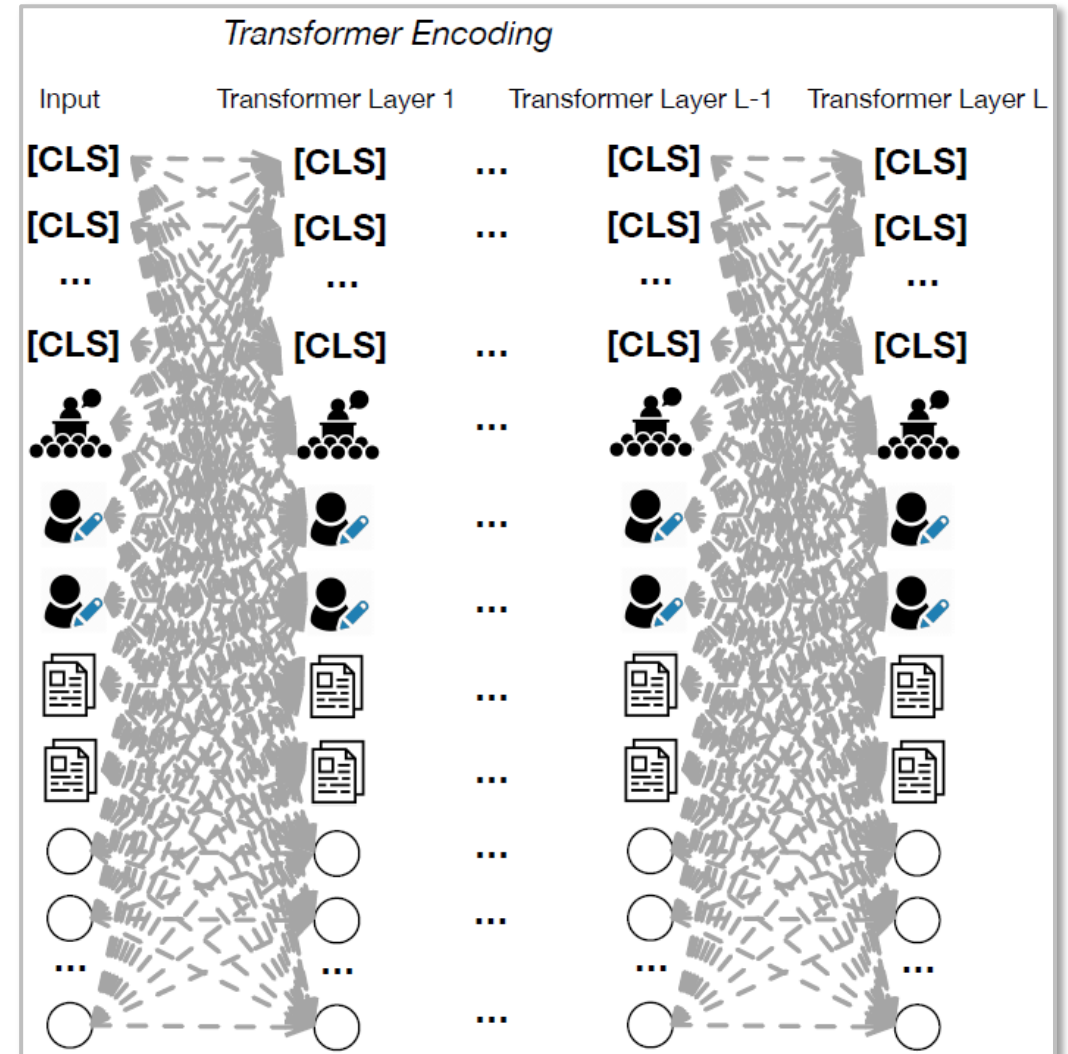 Transformer Encoding
Input Transformer Layer 1 Transformer Layer L-1 Transformer Layer L
[CLS] [CLS] ... [CLS] [CLS]
[CLS] [CLS] ... [CLS] [CLS]
... ... ... ...
[CLS] [CLS] ... [CLS] [CLS]
...
...
...
...
...
...
...
... ... ... ...
...